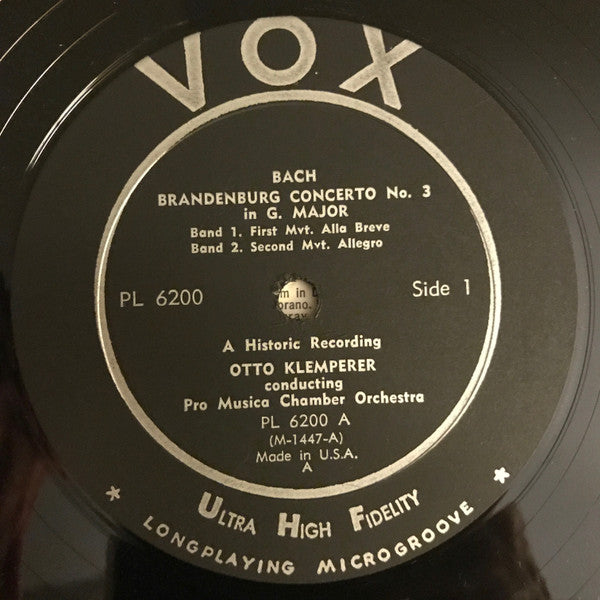 VOX
BACH
BRANDENBURG CONCERTO No. 3
in G. MAJOR
Band 1. First Mvt. Alla Breve
Band 2. Second Mvt. Allegro
m in
PL 6200
Side 1
orano.
A Historic Recording
OTTO KLEMPERER
conducting
Pro Musica Chamber Orchestra
PL 6200 A
(M-1447-A)
Made in U.S.A.
A
ULTRA HIGH FIDELITY
* LONGPLAYING MICROGROOVE *